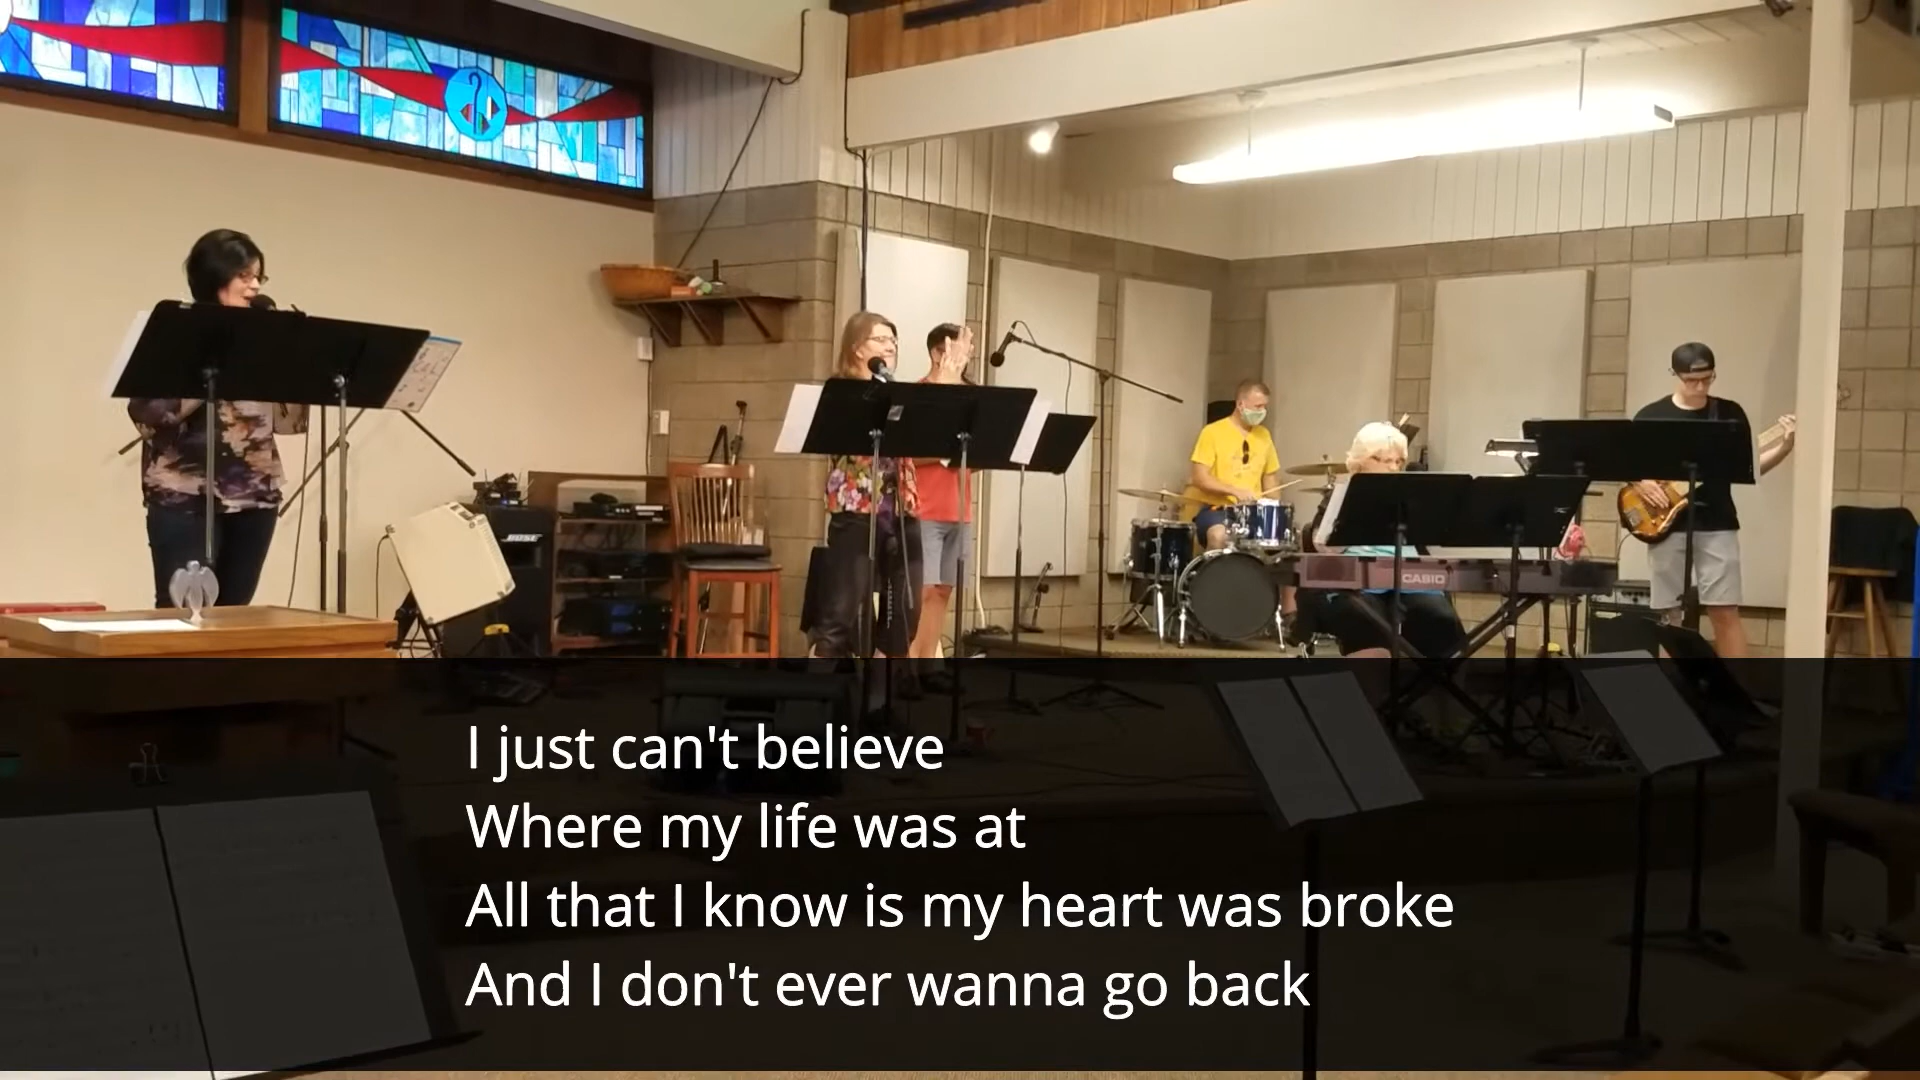 BOSE
CASIO
I just can't believe
Where my life was at
All that I know is my heart was broke
And I don't ever wanna go back